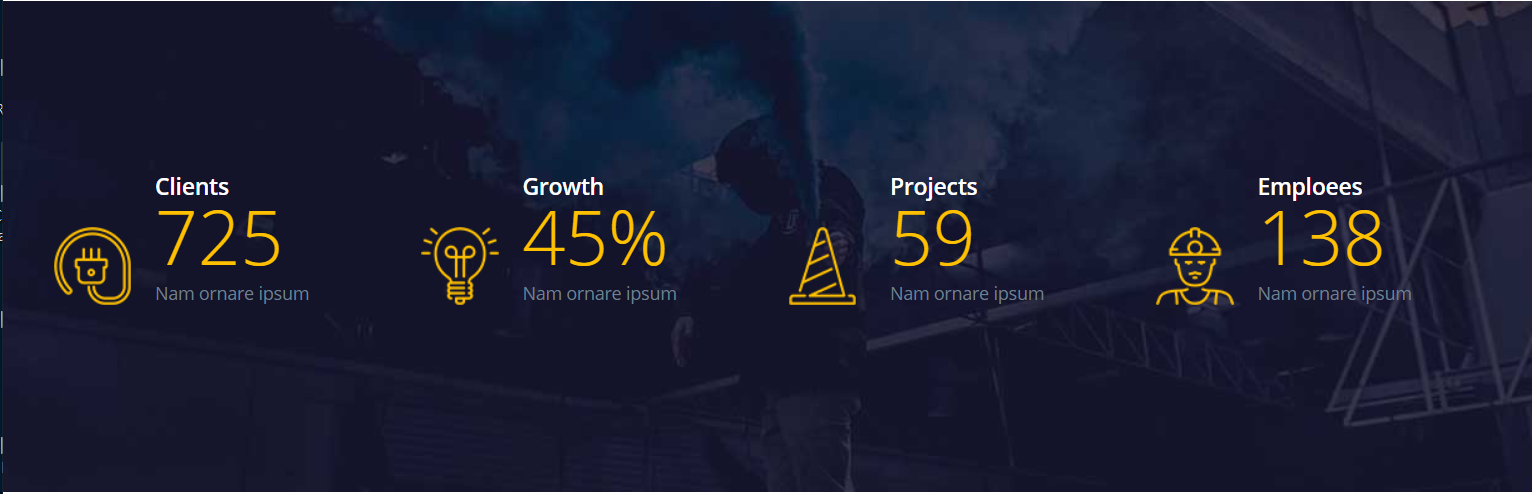 Clients
725
Nam ornare ipsum
Growth
45%
Nam ornare ipsum
Projects
59
Nam ornare ipsum
Emploees
138
Nam ornare ipsum